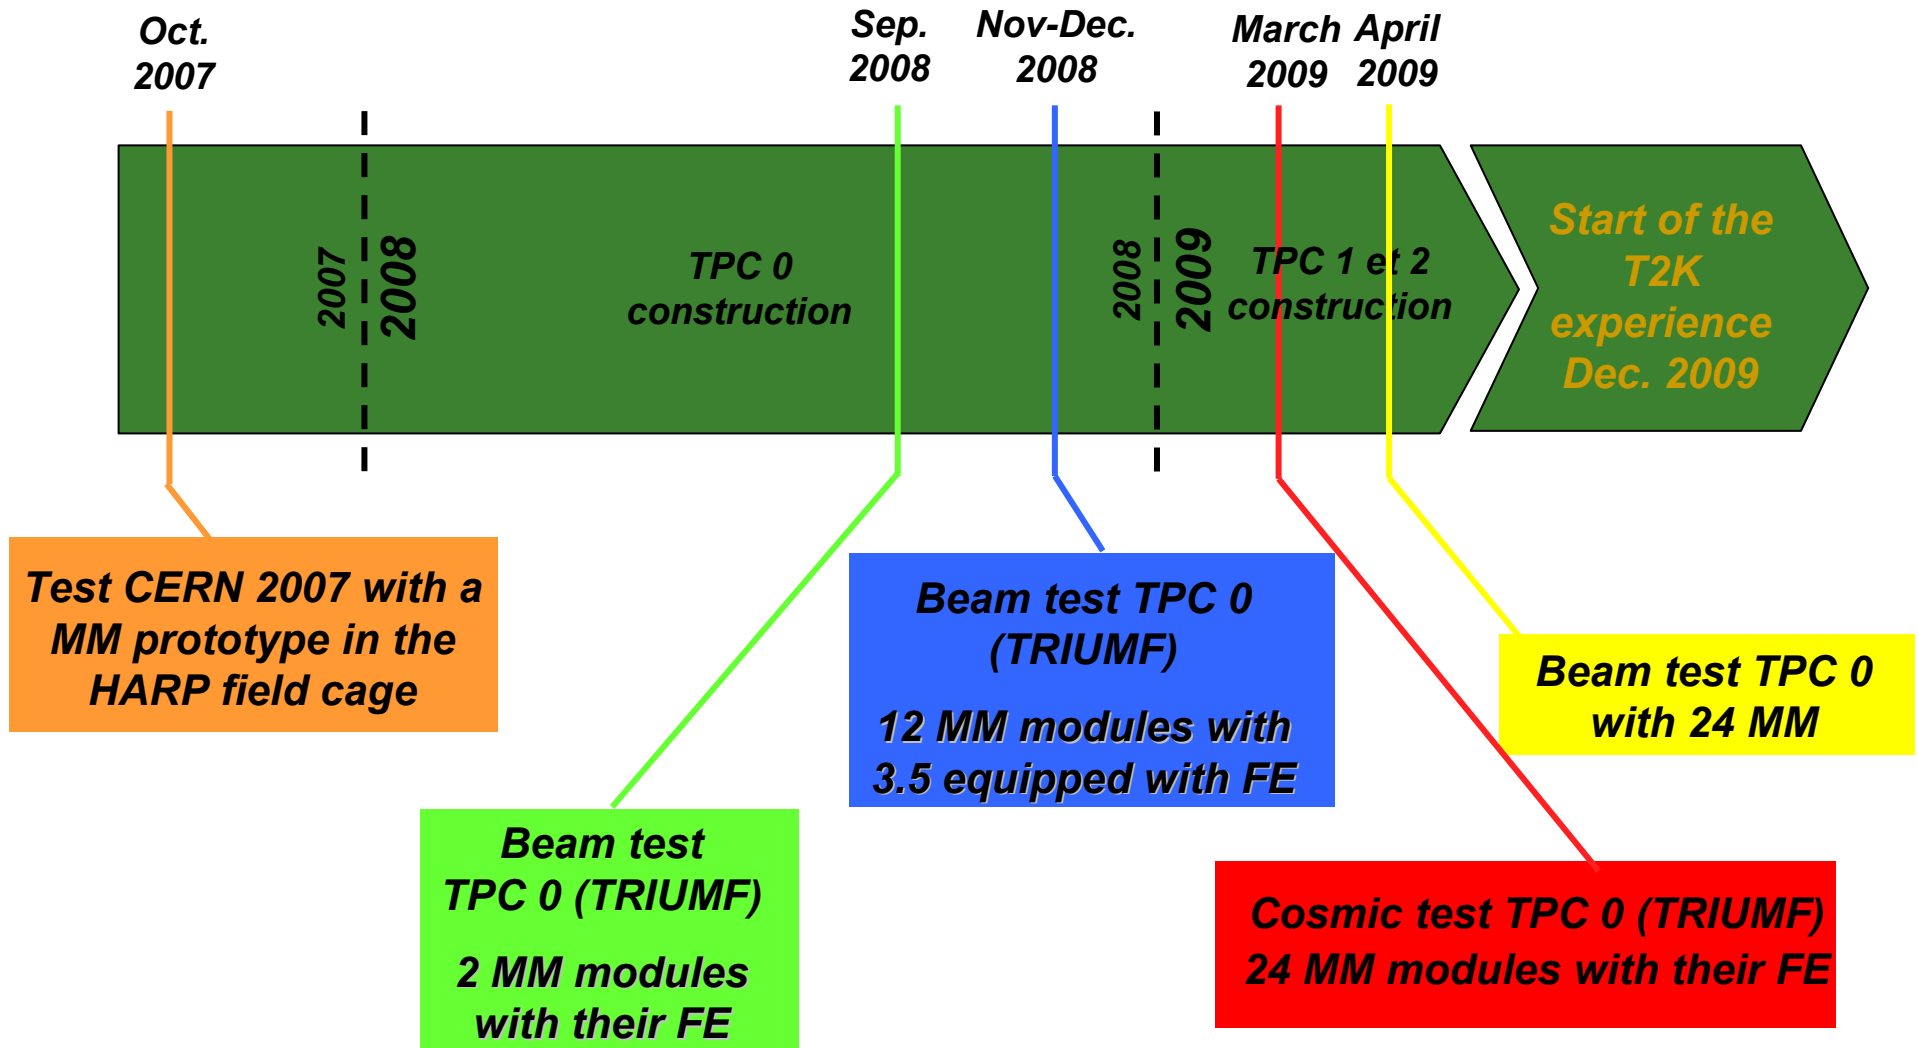 Oct.
2007
Sep.
2008
Nov-Dec.
2008
March
2009
April
2009
2007
2008
TPC 0
construction
2008
2009
TPC 1 et 2
construction
Start of the
T2K
experience
Dec. 2009
Test CERN 2007 with a
MM prototype in the
HARP field cage
Beam test
TPC 0 (TRIUMF)
2 MM modules
with their FE
Beam test TPC 0
(TRIUMF)
12 MM modules with
3.5 equipped with FE
Cosmic test TPC 0 (TRIUMF)
24 MM modules with their FE
Beam test TPC 0
with 24 MM